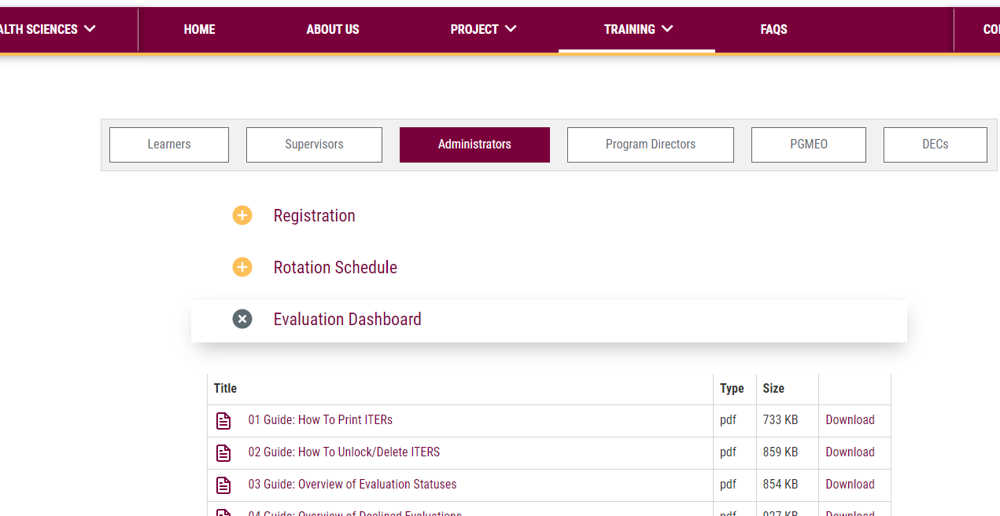 ALTH SCIENCES HOME ABOUT US PROJECT TRAINING FAQS
Learners Supervisors Administrators Program Directors PGMEO DECs
Registration
Rotation Schedule
Evaluation Dashboard
Title Type Size
01 Guide: How To Print ITERs pdf 733 KB Download
02 Guide: How To Unlock/Delete ITERS pdf 859 KB Download
03 Guide: Overview of Evaluation Statuses pdf 854 KB Download
04 Guide: Overview of Declined Evaluations pdf 927 KB Download